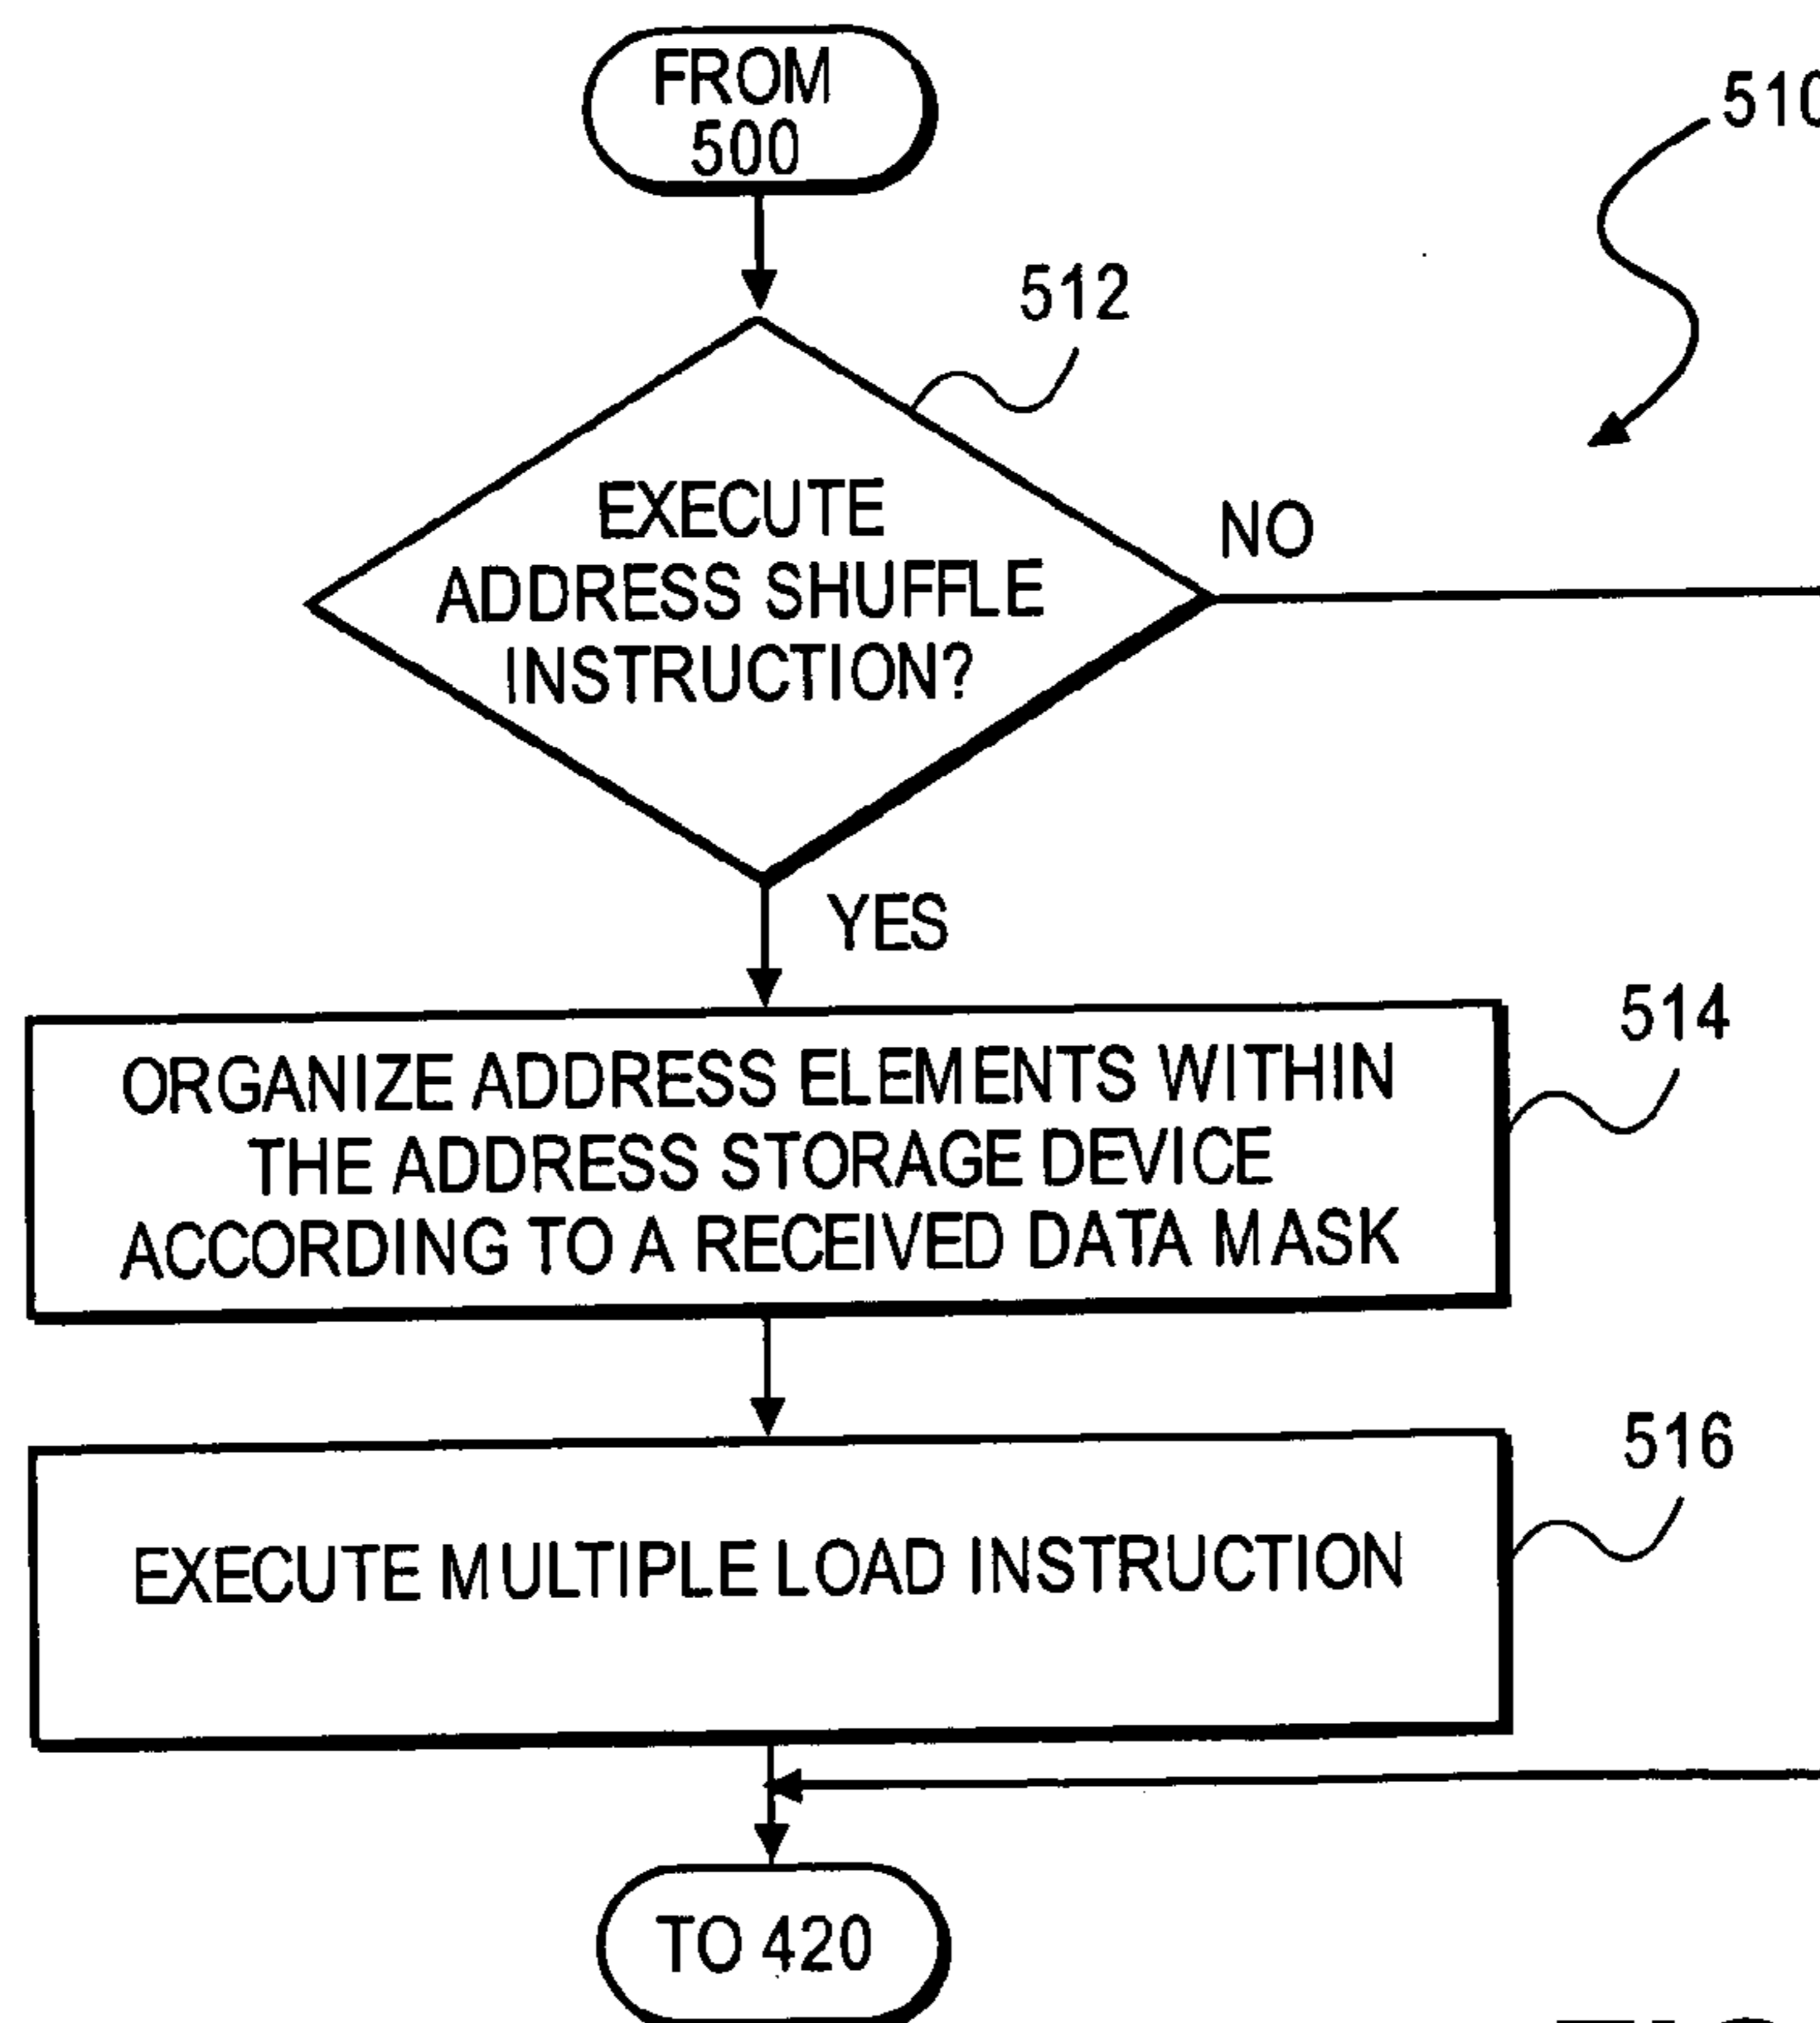 FROM
500
510
512
EXECUTE
ADDRESS SHUFFLE
INSTRUCTION?
NO
YES
514
ORGANIZE ADDRESS ELEMENTS WITHIN
THE ADDRESS STORAGE DEVICE
ACCORDING TO A RECEIVED DATA MASK
516
EXECUTE MULTIPLE LOAD INSTRUCTION
TO 420